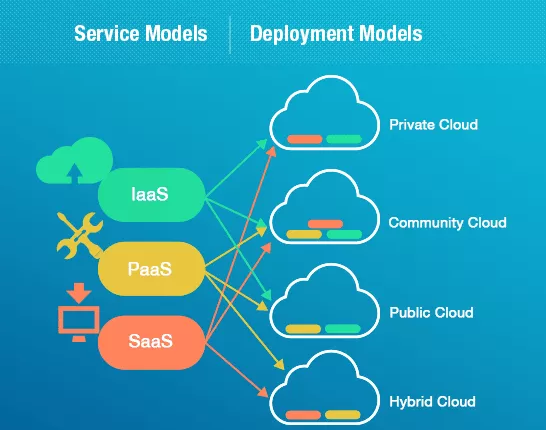 Service Models
Deployment Models
IaaS
PaaS
SaaS
Private Cloud
Community Cloud
Public Cloud
Hybrid Cloud